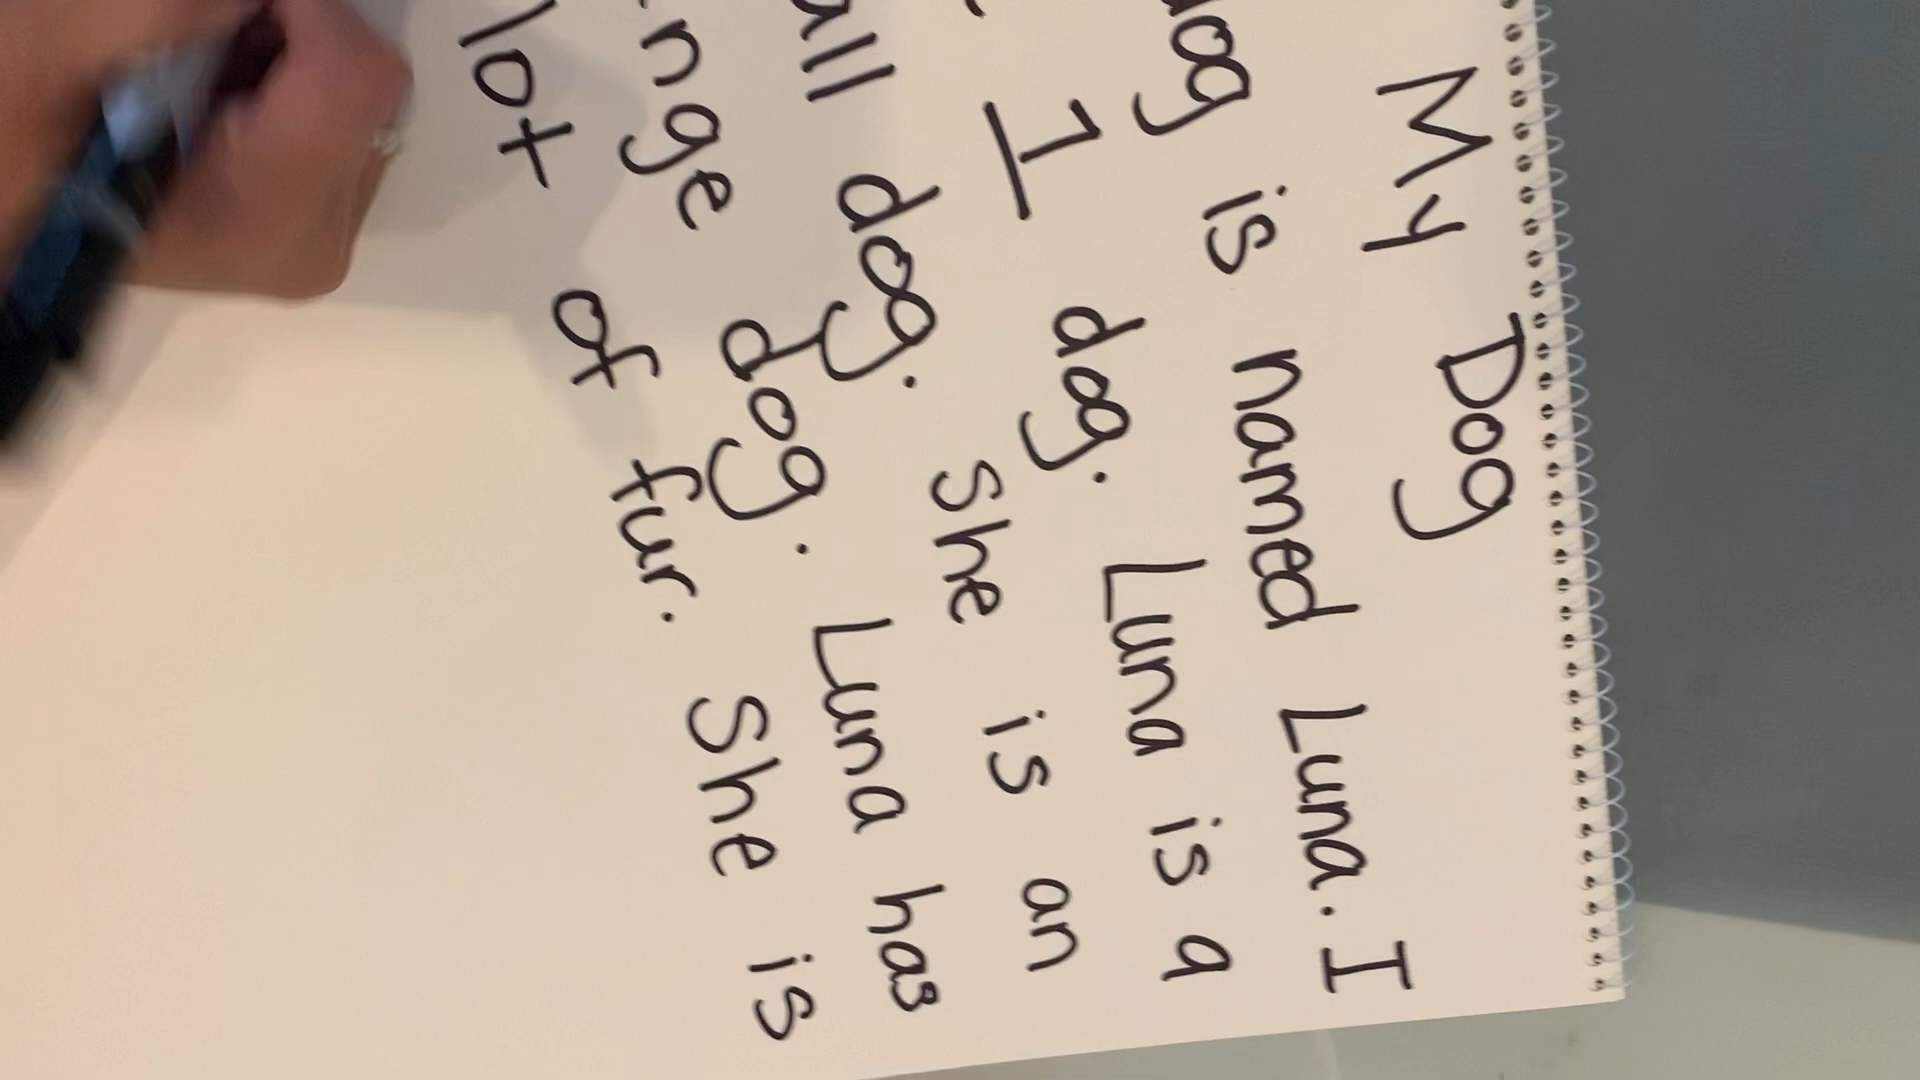 My Dog
dog is named Luna. I
1 dog. Luna is a
all dog. She is an
nge dog. Luna has
lot of fur. She is